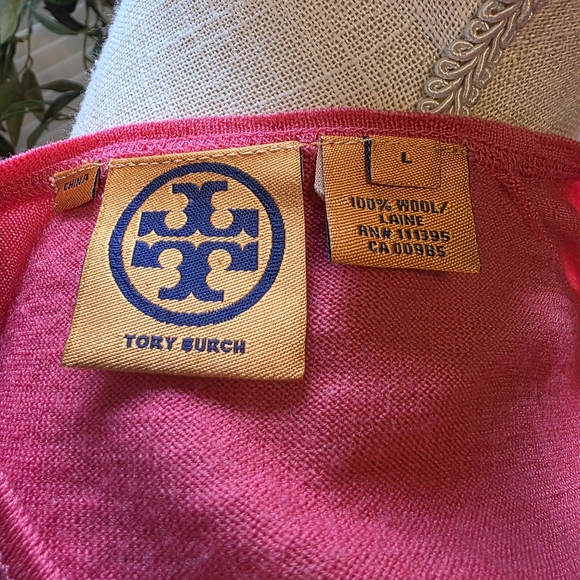 CHINA
TORY BURCH
L
100% WOOL/
LAINE
RN# 111395
CA 00985